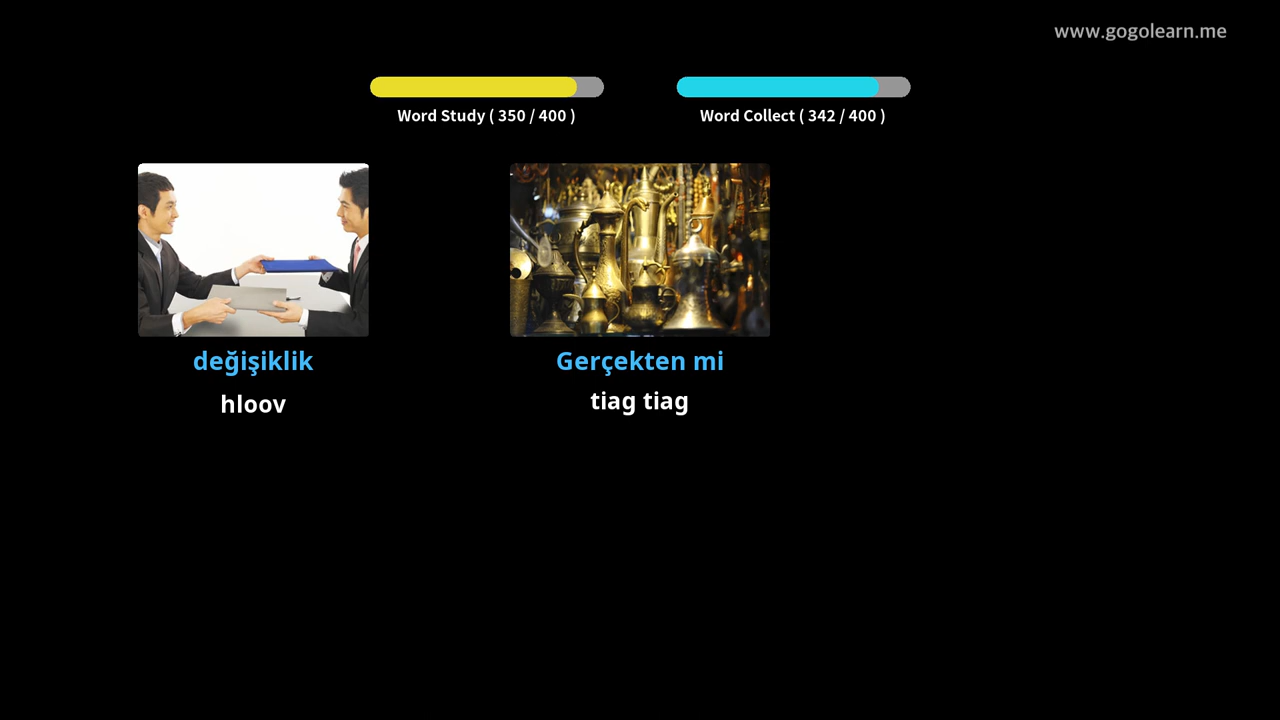 www.gogolearn.me
Word Study ( 350 / 400 )
Word Collect ( 342 / 400 )
değişiklik
hloov
Gerçekten mi
tiag tiag